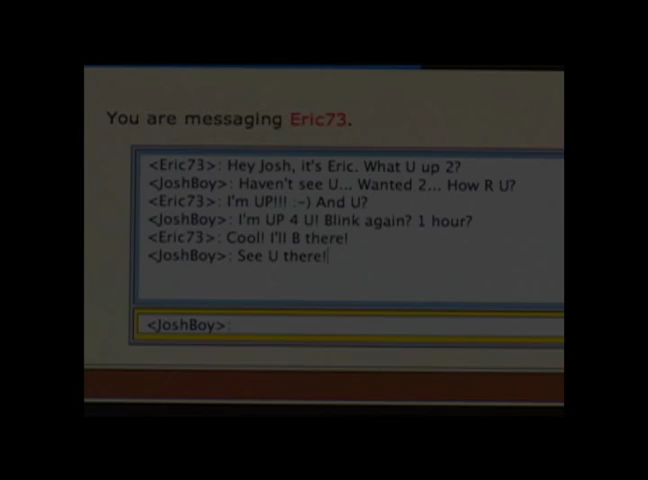 You are messaging Eric73.
<Eric73>: Hey Josh, it's Eric. What U up 2?
<JoshBoy>: Haven't see U... Wanted 2... How R U?
<Eric73>: I'm UP!!! :-) And U?
<JoshBoy>: I'm UP 4 U! Blink again? 1 hour?
<Eric73>: Cool! I'll B there!
<JoshBoy>: See U there!
<JoshBoy>: